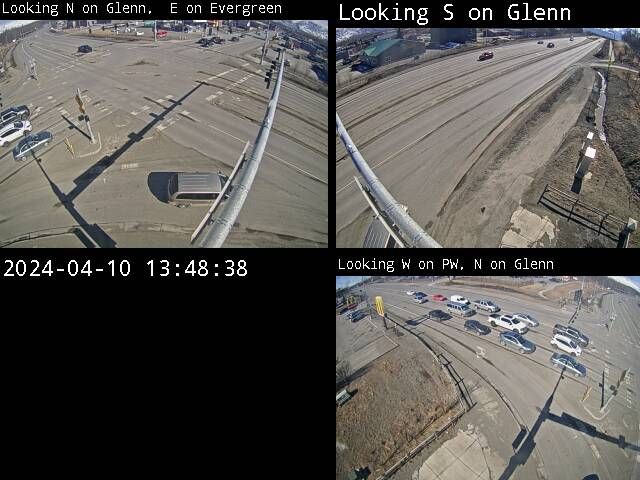 Looking N on Glenn, E on Evergreen
Looking S on Glenn
2024-04-10 13:48:38
Looking W on PW, N on Glenn